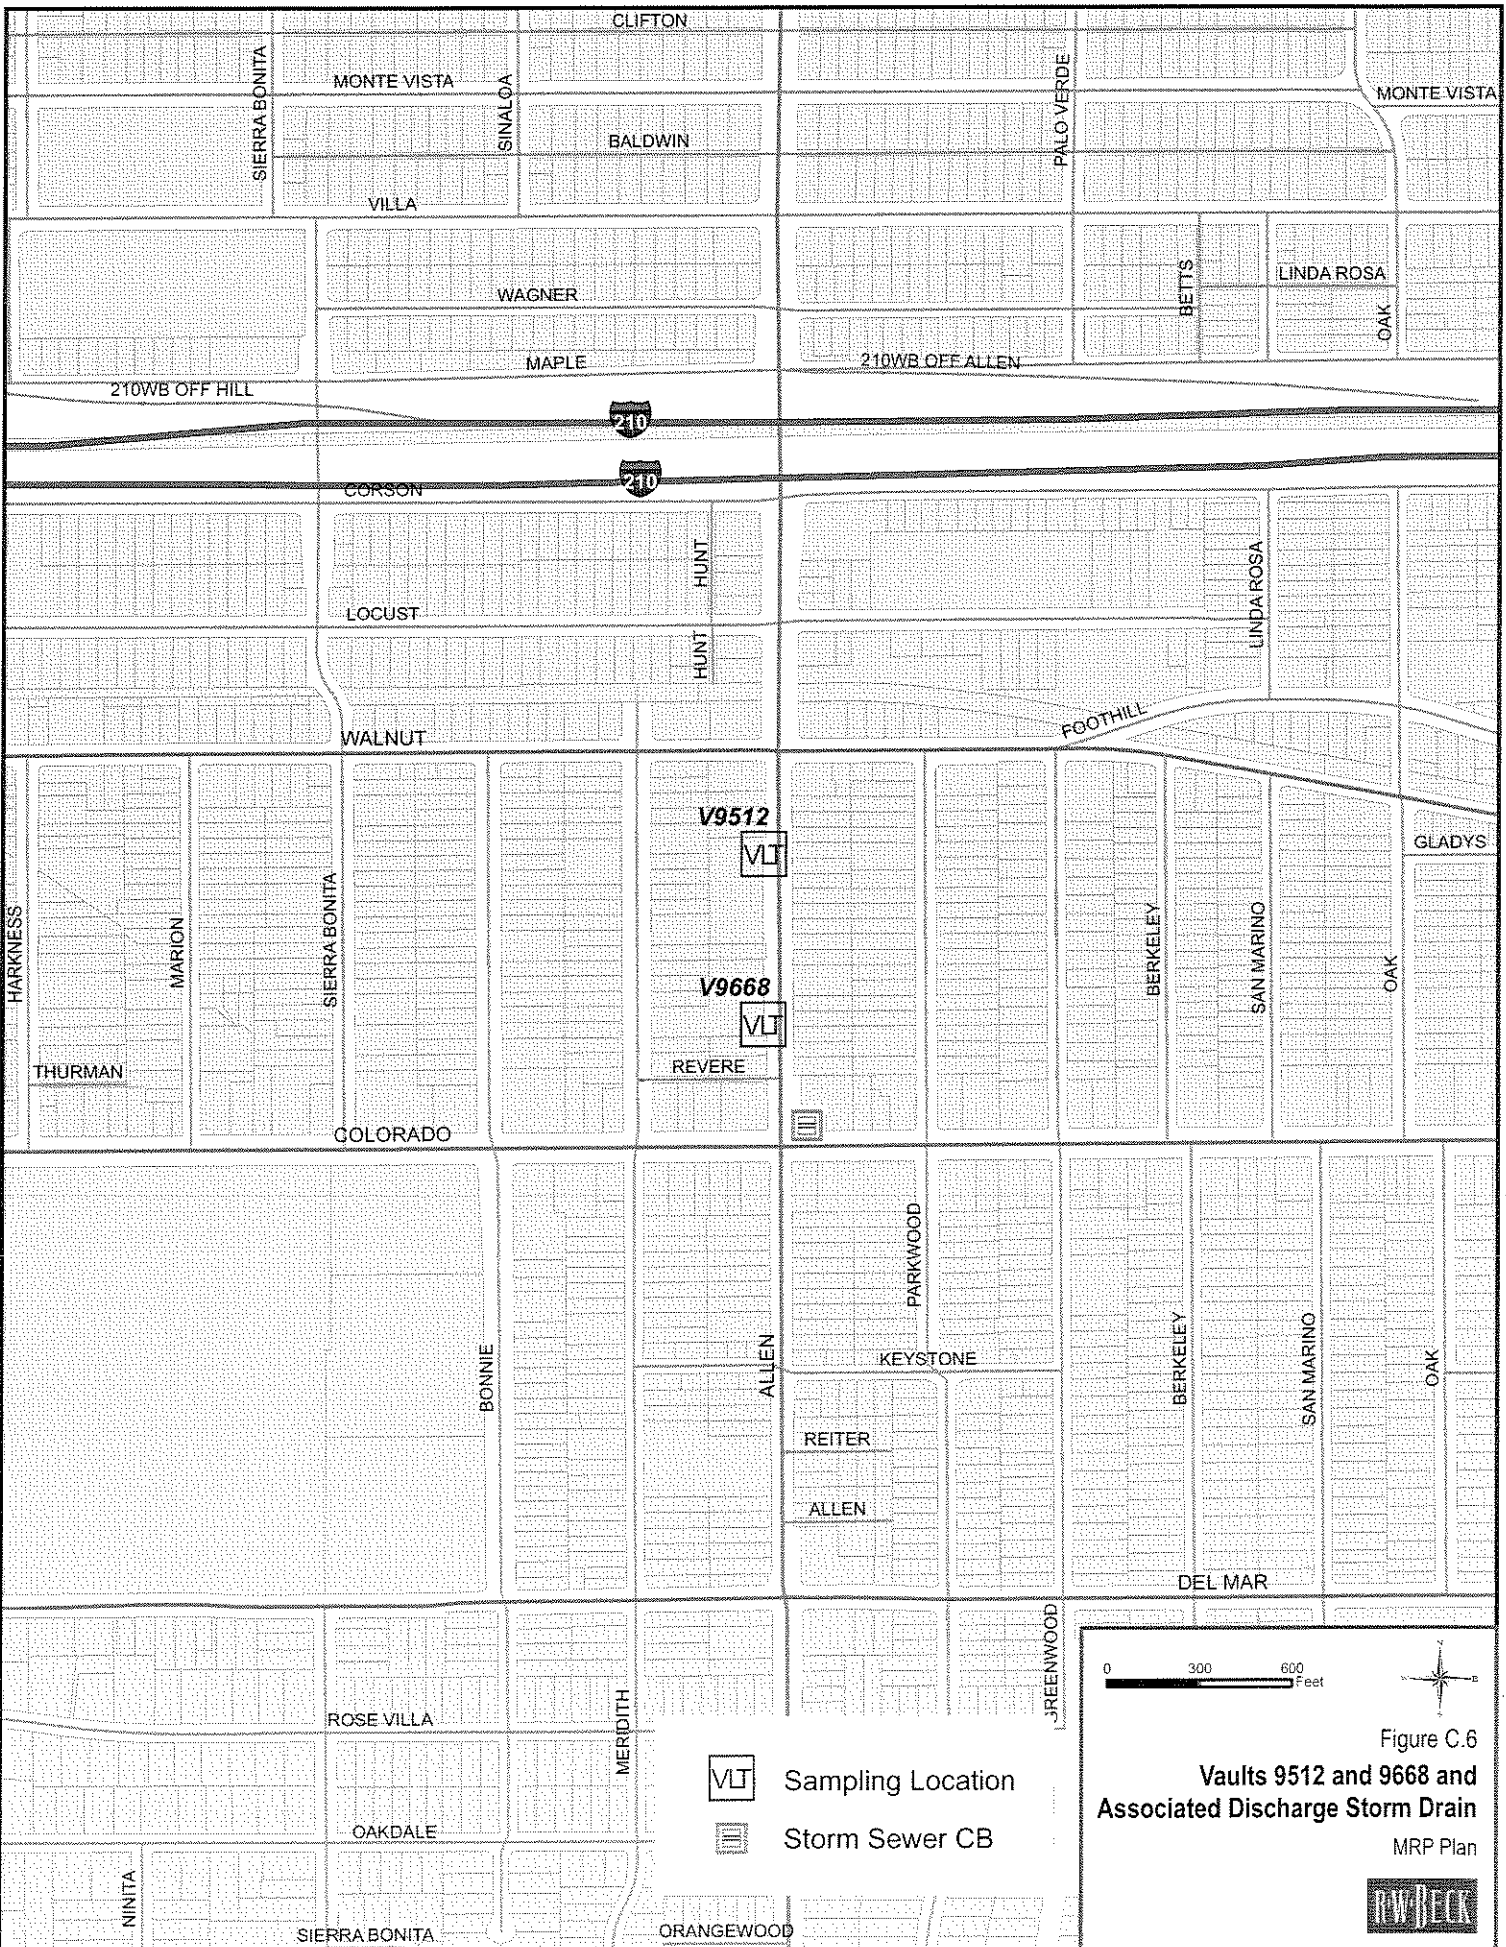 CLIFTON
SIERRA BONITA
MONTE VISTA
SINALOA
PALO VERDE
MONTE VISTA
BALDWIN
VILLA
BETTS
LINDA ROSA
WAGNER
OAK
MAPLE
210WB OFF ALLEN
210WB OFF HILL
210
210
CORSON
HUNT
LINDA ROSA
LOCUST
HUNT
FOOTHILL
WALNUT
V9512
VLT
GLADYS
HARKNESS
MARION
SIERRA BONITA
BERKELEY
SAN MARINO
OAK
V9668
VLT
THURMAN
REVERE
COLORADO
PARKWOOD
BONNIE
ALLEN
KEYSTONE
BERKELEY
SAN MARINO
OAK
REITER
ALLEN
DEL MAR
REENWOOD
0 300 600
Feet
ROSE VILLA
MERIDITH
Figure C.6
Vaults 9512 and 9668 and
Associated Discharge Storm Drain
MRP Plan
VLT Sampling Location
Storm Sewer CB
OAKDALE
NINITA
SIERRA BONITA
ORANGEWOOD
R·W·BECK